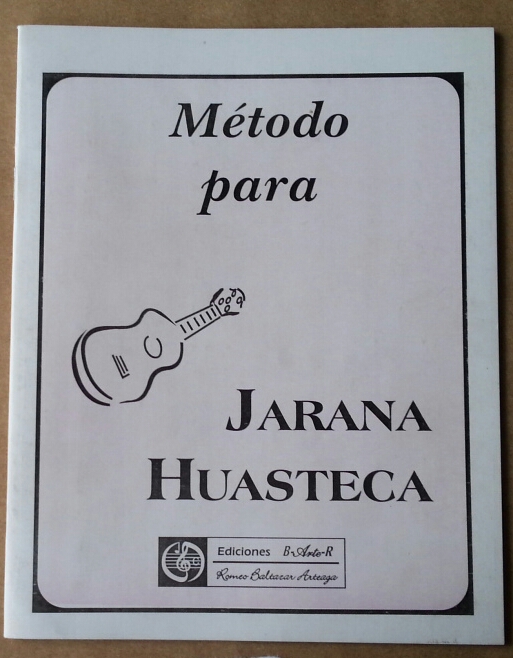 Método
para
JARANA
HUASTECA
Ediciones B-Arte-R
Romeo Baltazar Arteaga